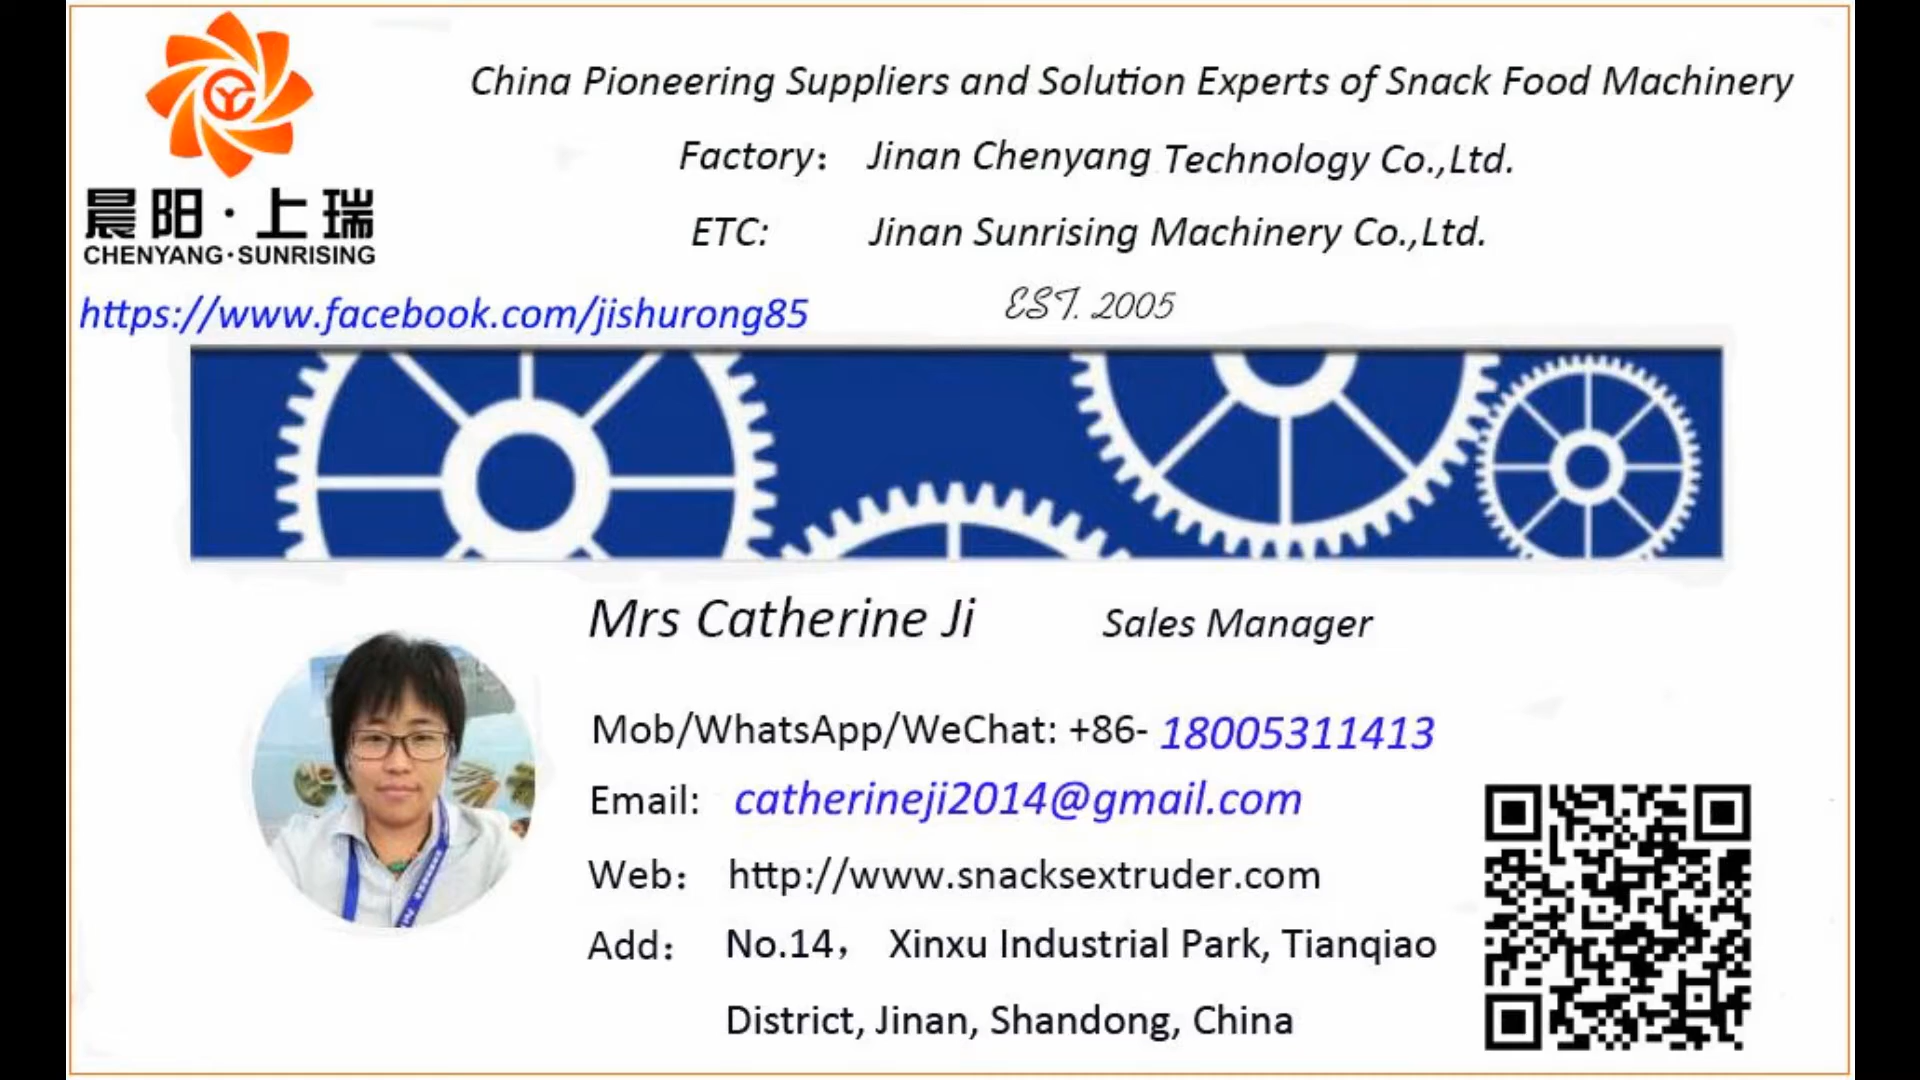 China Pioneering Suppliers and Solution Experts of Snack Food Machinery
Factory： Jinan Chenyang Technology Co.,Ltd.
晨阳·上瑞
CHENYANG·SUNRISING
ETC: Jinan Sunrising Machinery Co.,Ltd.
https://www.facebook.com/jishurong85
EST. 2005
Mrs Catherine Ji Sales Manager
Mob/WhatsApp/WeChat: +86- 18005311413
Email: catherineji2014@gmail.com
Web： http://www.snacksextruder.com
Add： No.14， Xinxu Industrial Park, Tianqiao
District, Jinan, Shandong, China